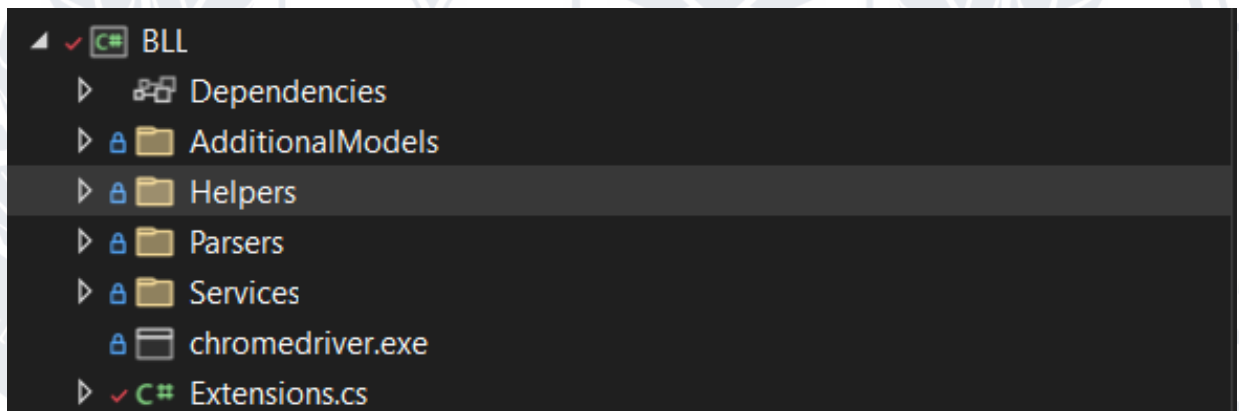 C# BLL
Dependencies
AdditionalModels
Helpers
Parsers
Services
chromedriver.exe
C# Extensions.cs